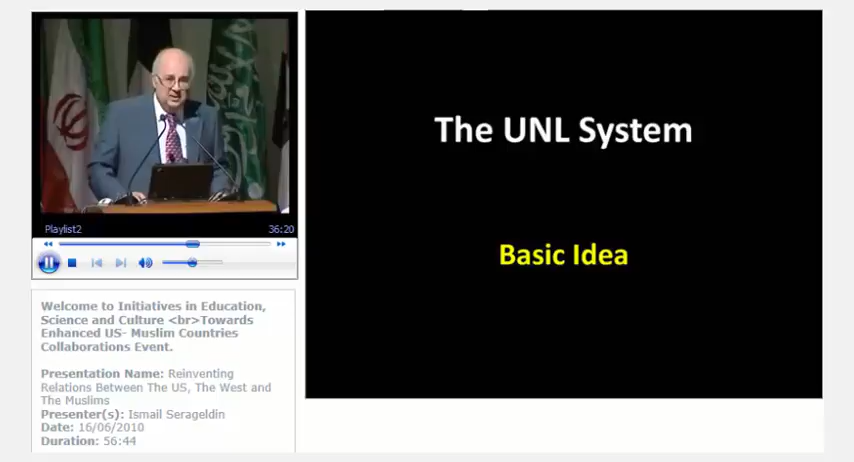 The UNL System
Basic Idea
Playlist2
36:20
Welcome to Initiatives in Education,
Science and Culture <br>Towards
Enhanced US- Muslim Countries
Collaborations Event.
Presentation Name: Reinventing
Relations Between The US, The West and
The Muslims
Presenter(s): Ismail Serageldin
Date: 16/06/2010
Duration: 56:44